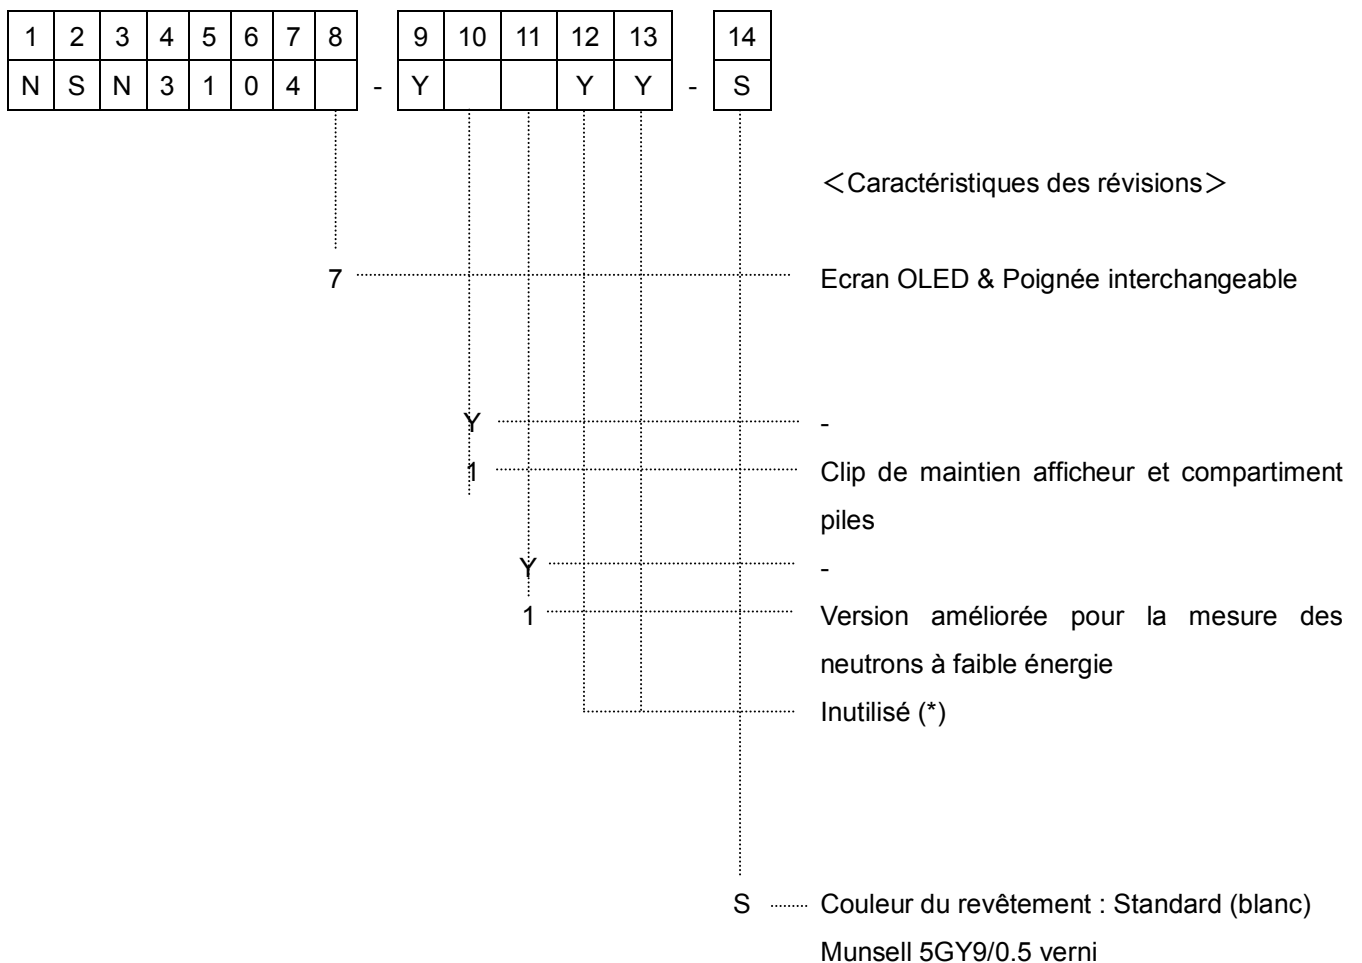 1 2 3 4 5 6 7 8 9 10 11 12 13 14
N S N 3 1 0 4 - Y Y Y - S
＜Caractéristiques des révisions＞
7 Ecran OLED & Poignée interchangeable
Y -
1 Clip de maintien afficheur et compartiment
piles
Y -
1 Version améliorée pour la mesure des
neutrons à faible énergie
Inutilisé (*)
S Couleur du revêtement : Standard (blanc)
Munsell 5GY9/0.5 verni